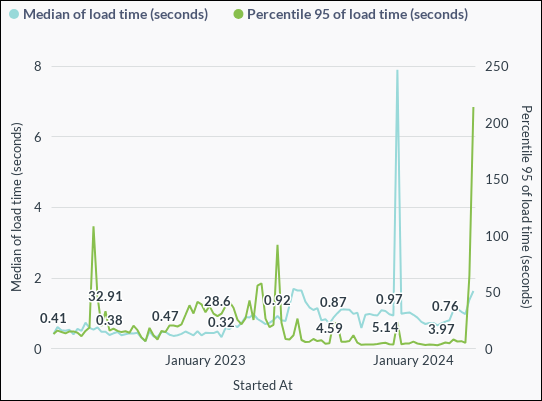 Median of load time (seconds) Percentile 95 of load time (seconds)
8 250
200
6
150
4
100
2 50
0 0
0.41 32.91 0.38 0.47 28.6 0.32 0.92 0.87 4.59 0.97 5.14 0.76 3.97
Median of load time (seconds)
Percentile 95 of load time (seconds)
January 2023 January 2024
Started At